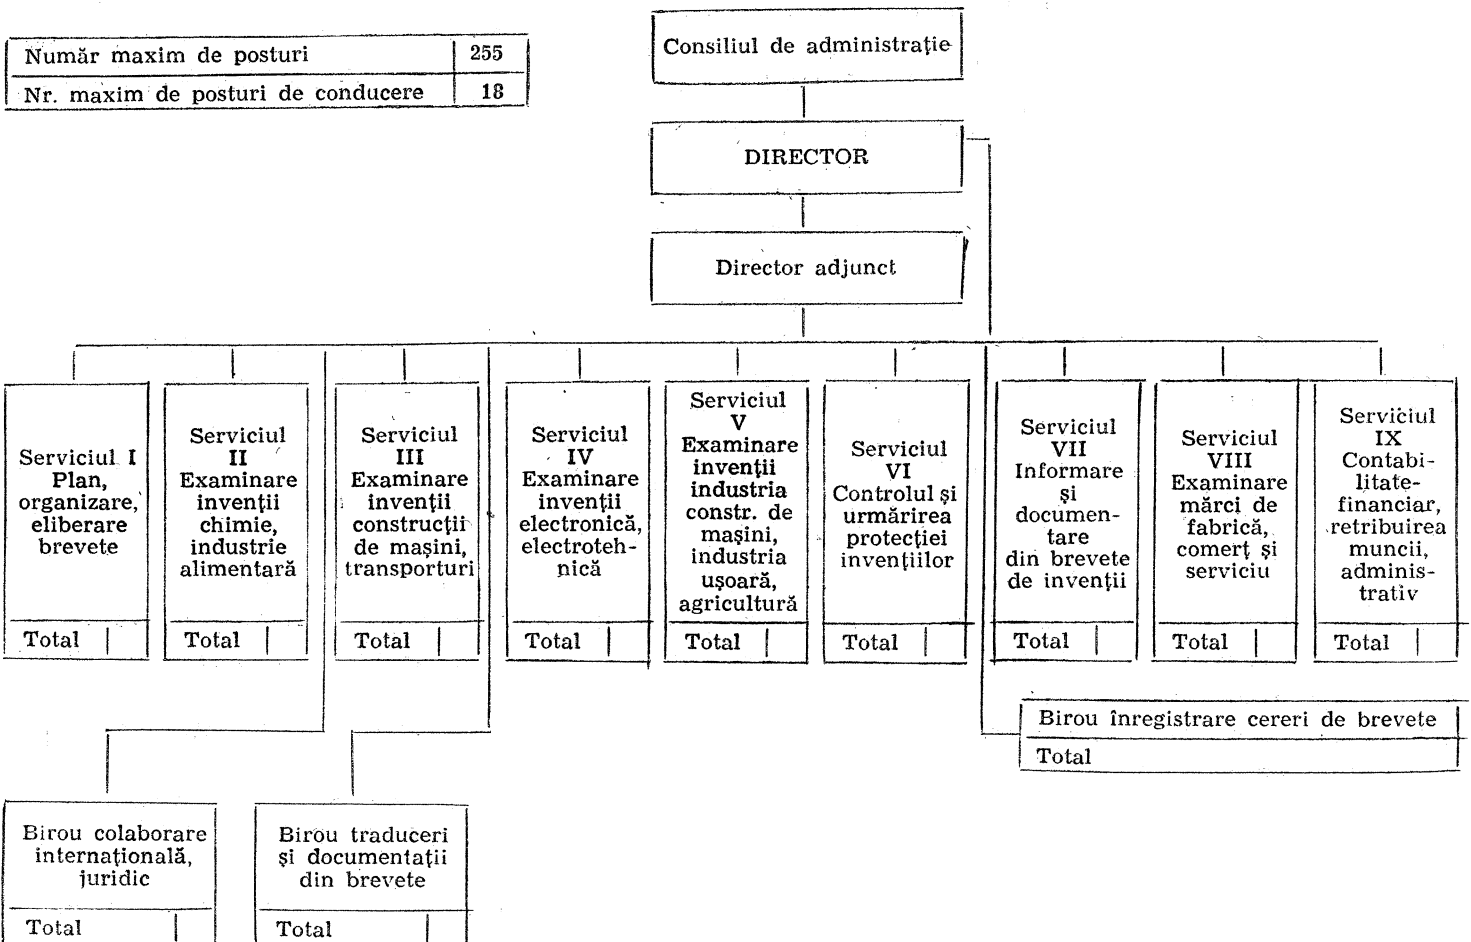 Număr maxim de posturi 255
Nr. maxim de posturi de conducere 18
Consiliul de administrație
DIRECTOR
Director adjunct
Serviciul I
Plan,
organizare,
eliberare
brevete
Total
Serviciul
II
Examinare
invenții
chimie,
industrie
alimentară
Total
Serviciul
III
Examinare
invenții
construcții
de mașini,
transporturi
Total
Serviciul
IV
Examinare
invenții
electronică,
electroteh-
nică
Total
Serviciul
V
Examinare
invenții
industria
constr. de
mașini,
industria
ușoară,
agricultură
Total
Serviciul
VI
Controlul și
urmărirea
protecției
invențiilor
Total
Serviciul
VII
Informare
și
documen-
tare
din brevete
de invenții
Total
Serviciul
VIII
Examinare
mărci de
fabrică,
comerț și
serviciu
Total
Serviciul
IX
Contabi-
litate-
financiar,
retribuirea
muncii,
adminis-
trativ
Total
Birou înregistrare cereri de brevete
Total
Birou colaborare
internațională,
juridic
Total
Birou traduceri
și documentații
din brevete
Total